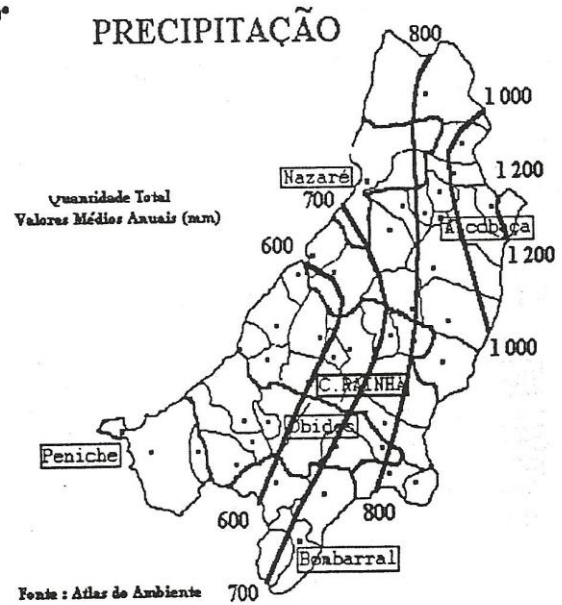 PRECIPITAÇÃO
Quantidade Total
Valores Médios Anuais (mm)
800
1 000
1 200
Nazaré
700
Alcobaça
600
1 200
1 000
C. RAINHA
Óbidos
Peniche
600
800
Bombarral
700
Fonte : Atlas do Ambiente